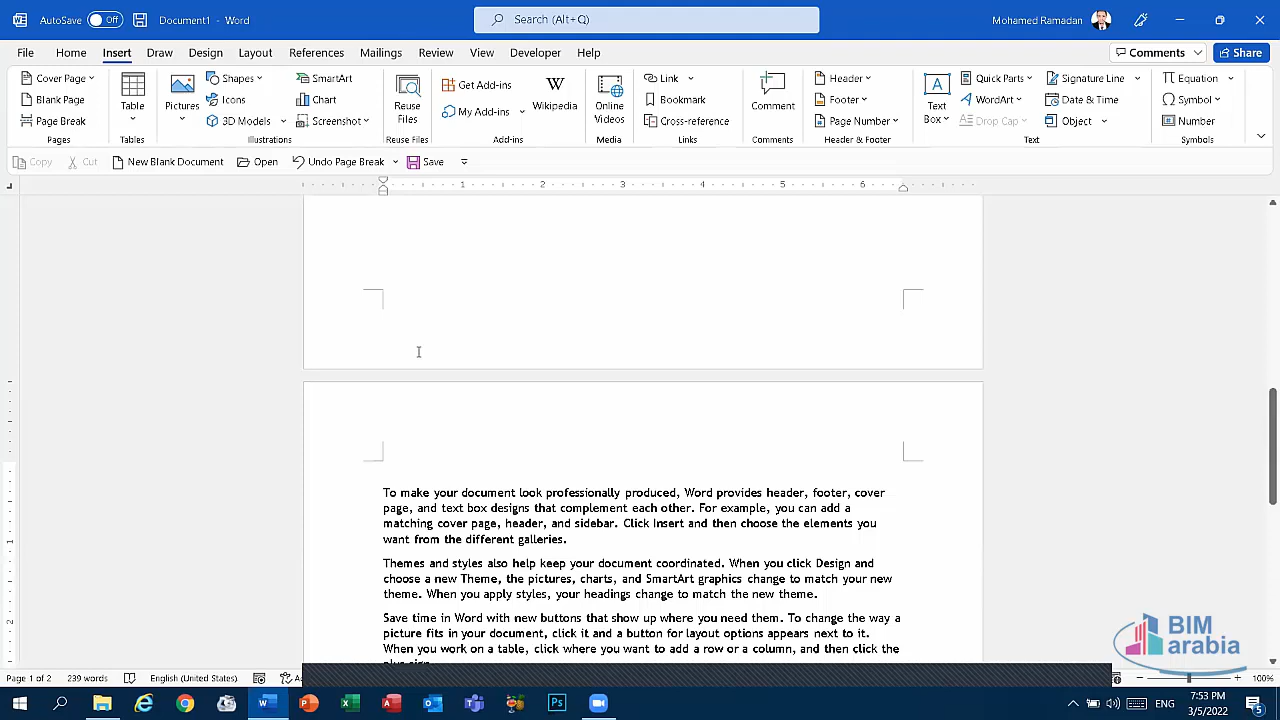 AutoSave Off Document1 - Word Search (Alt+Q) Mohamed Ramadan
File Home Insert Draw Design Layout References Mailings Review View Developer Help Comments Share
Cover Page Shapes SmartArt Get Add-ins Link Header Quick Parts Signature Line Equation
Blank Page Table Pictures Icons Chart Reuse Files My Add-ins Wikipedia Online Videos Bookmark Comment Footer Text Box WordArt Date & Time Symbol
Page Break 3D Models Screenshot Cross-reference Page Number Drop Cap Object Number
Pages Tables Illustrations Reuse Files Add-ins Media Links Comments Header & Footer Text Symbols
Copy Cut New Blank Document Open Undo Page Break Save
1 2 3 4 5 6
To make your document look professionally produced, Word provides header, footer, cover
page, and text box designs that complement each other. For example, you can add a
matching cover page, header, and sidebar. Click Insert and then choose the elements you
want from the different galleries.
Themes and styles also help keep your document coordinated. When you click Design and
choose a new Theme, the pictures, charts, and SmartArt graphics change to match your new
theme. When you apply styles, your headings change to match the new theme.
Save time in Word with new buttons that show up where you need them. To change the way a
picture fits in your document, click it and a button for layout options appears next to it.
When you work on a table, click where you want to add a row or a column, and then click the
BIM
arabia
Page 1 of 2 239 words English (United States) 100%
ENG 7:53 PM
3/5/2022 5